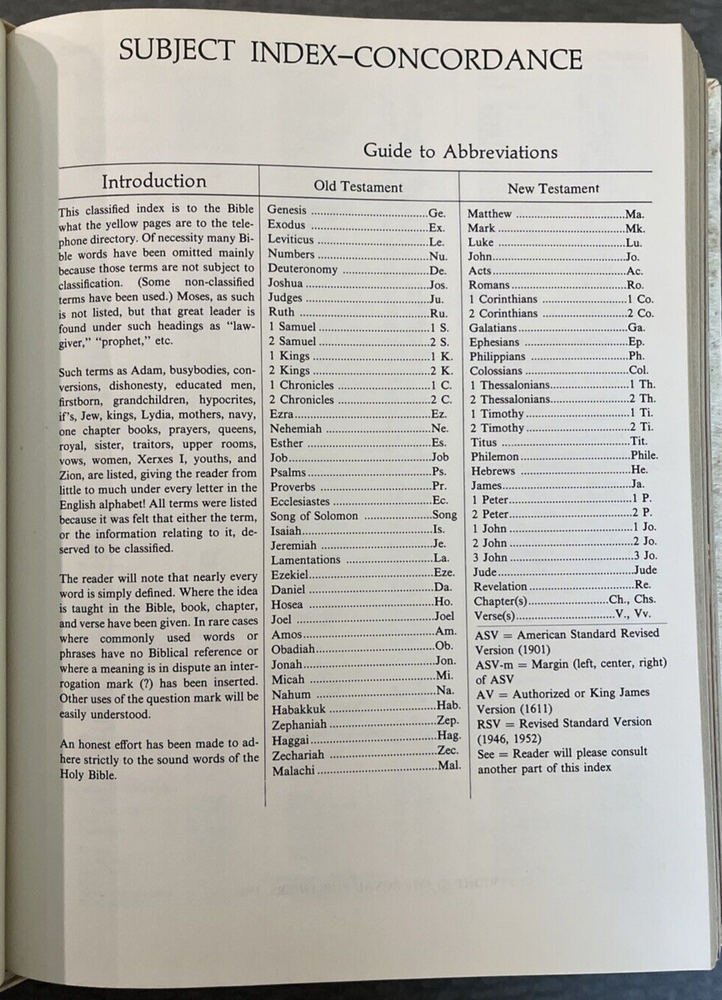 SUBJECT INDEX–CONCORDANCE
Guide to Abbreviations
Introduction
This classified index is to the Bible
what the yellow pages are to the tele-
phone directory. Of necessity many Bi-
ble words have been omitted mainly
because those terms are not subject to
classification. (Some non-classified
terms have been used.) Moses, as such
is not listed, but that great leader is
found under such headings as "law-
giver," "prophet," etc.
Such terms as Adam, busybodies, con-
versions, dishonesty, educated men,
firstborn, grandchildren, hypocrites,
if's, Jew, kings, Lydia, mothers, navy,
one chapter books, prayers, queens,
royal, sister, traitors, upper rooms,
vows, women, Xerxes I, youths, and
Zion, are listed, giving the reader from
little to much under every letter in the
English alphabet! All terms were listed
because it was felt that either the term,
or the information relating to it, de-
served to be classified.
The reader will note that nearly every
word is simply defined. Where the idea
is taught in the Bible, book, chapter,
and verse have been given. In rare cases
where commonly used words or
phrases have no Biblical reference or
where a meaning is in dispute an inter-
rogation mark (?) has been inserted.
Other uses of the question mark will be
easily understood.
An honest effort has been made to ad-
here strictly to the sound words of the
Holy Bible.
Old Testament
Genesis ....................Ge.
Exodus ....................Ex.
Leviticus ....................Le.
Numbers ....................Nu.
Deuteronomy ....................De.
Joshua ....................Jos.
Judges ....................Ju.
Ruth ....................Ru.
1 Samuel ....................1 S.
2 Samuel ....................2 S.
1 Kings ....................1 K.
2 Kings ....................2 K.
1 Chronicles ....................1 C.
2 Chronicles ....................2 C.
Ezra ....................Ez.
Nehemiah ....................Ne.
Esther ....................Es.
Job ....................Job
Psalms ....................Ps.
Proverbs ....................Pr.
Ecclesiastes ....................Ec.
Song of Solomon ....................Song
Isaiah ....................Is.
Jeremiah ....................Je.
Lamentations ....................La.
Ezekiel ....................Eze.
Daniel ....................Da.
Hosea ....................Ho.
Joel ....................Joel
Amos ....................Am.
Obadiah ....................Ob.
Jonah ....................Jon.
Micah ....................Mi.
Nahum ....................Na.
Habakkuk ....................Hab.
Zephaniah ....................Zep.
Haggai ....................Hag.
Zechariah ....................Zec.
Malachi ....................Mal.
New Testament
Matthew ....................Ma.
Mark ....................Mk.
Luke ....................Lu.
John ....................Jo.
Acts ....................Ac.
Romans ....................Ro.
1 Corinthians ....................1 Co.
2 Corinthians ....................2 Co.
Galatians ....................Ga.
Ephesians ....................Ep.
Philippians ....................Ph.
Colossians ....................Col.
1 Thessalonians ....................1 Th.
2 Thessalonians ....................2 Th.
1 Timothy ....................1 Ti.
2 Timothy ....................2 Ti.
Titus ....................Tit.
Philemon ....................Phile.
Hebrews ....................He.
James ....................Ja.
1 Peter ....................1 P.
2 Peter ....................2 P.
1 John ....................1 Jo.
2 John ....................2 Jo.
3 John ....................3 Jo.
Jude ....................Jude
Revelation ....................Re.
Chapter(s) ....................Ch., Chs.
Verse(s) ....................V., Vv.
ASV = American Standard Revised
Version (1901)
ASV-m = Margin (left, center, right)
of ASV
AV = Authorized or King James
Version (1611)
RSV = Revised Standard Version
(1946, 1952)
See = Reader will please consult
another part of this index